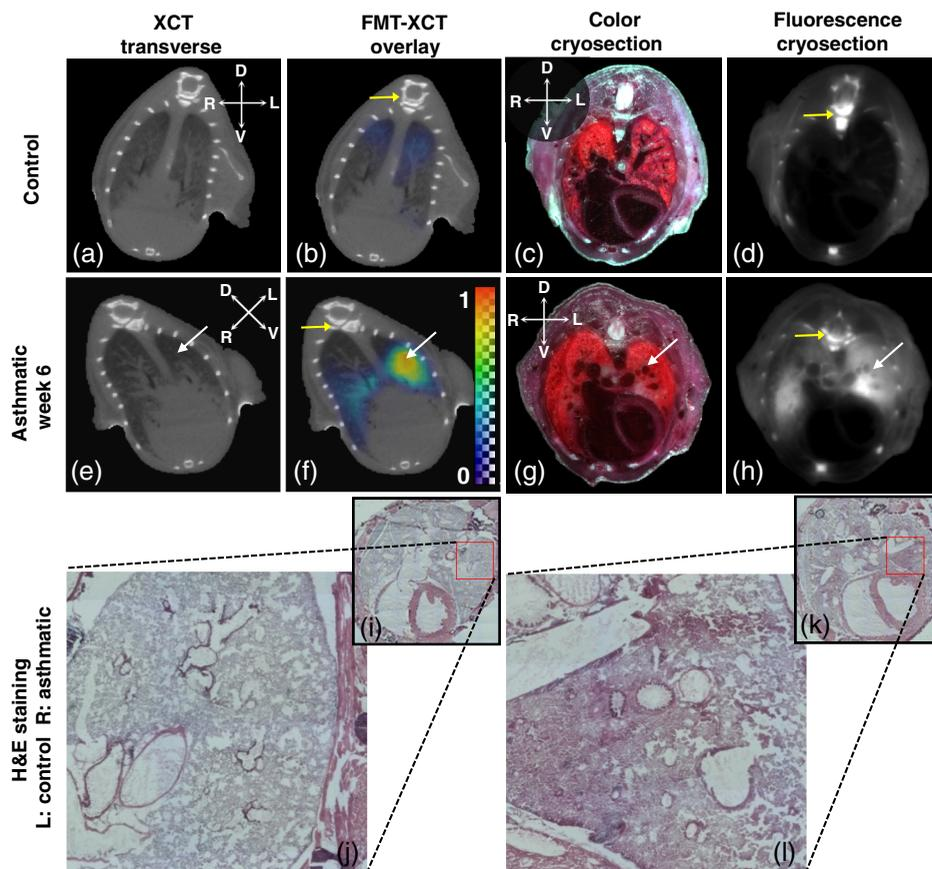 XCT
transverse
FMT-XCT
overlay
Color
cryosection
Fluorescence
cryosection
Control
D
R L
V
(a)
(b)
D
R L
V
(c)
(d)
Asthmatic
week 6
D L
R V
(e)
1
0
(f)
D
R L
V
(g)
(h)
H&E staining
L: control R: asthmatic
(i)
(j)
(k)
(l)